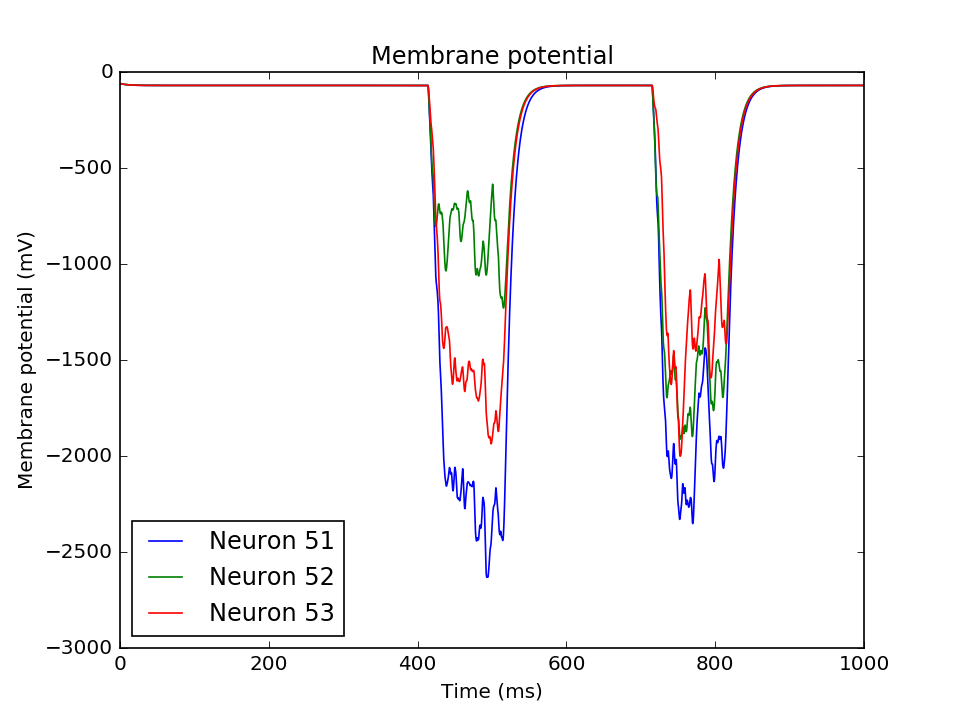 Membrane potential
Membrane potential (mV)
0
−500
−1000
−1500
−2000
−2500
−3000
Neuron 51
Neuron 52
Neuron 53
0 200 400 600 800 1000
Time (ms)